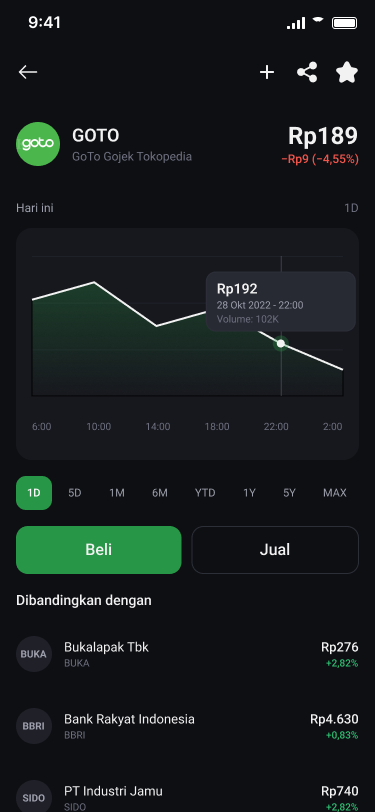 9:41
goto
GOTO
GoTo Gojek Tokopedia
Rp189
−Rp9 (−4,55%)
Hari ini
1D
Rp192
28 Okt 2022 - 22:00
Volume: 102K
6:00 10:00 14:00 18:00 22:00 2:00
1D 5D 1M 6M YTD 1Y 5Y MAX
Beli
Jual
Dibandingkan dengan
BUKA
Bukalapak Tbk
BUKA
Rp276
+2,82%
BBRI
Bank Rakyat Indonesia
BBRI
Rp4.630
+0,83%
SIDO
PT Industri Jamu
SIDO
Rp740
+2,82%